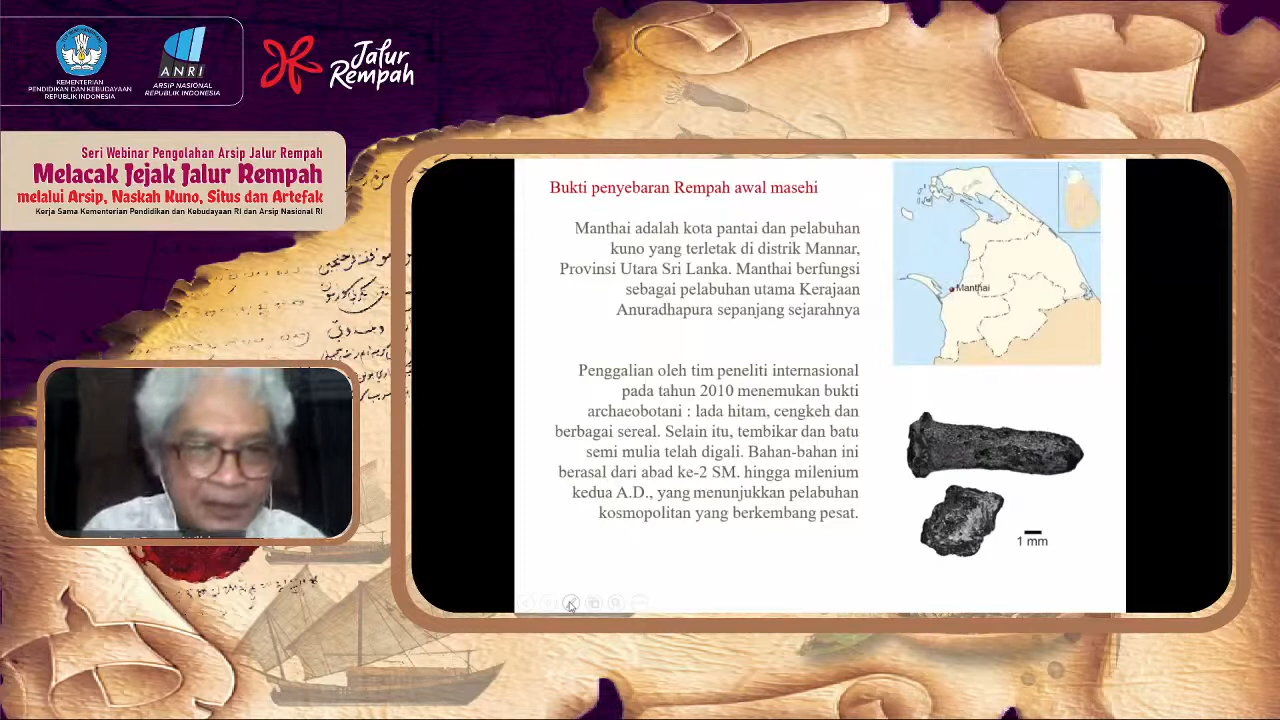 KEMENTERIAN
PENDIDIKAN DAN KEBUDAYAAN
REPUBLIK INDONESIA
ANRI
ARSIP NASIONAL
REPUBLIK INDONESIA
Jalur
Rempah
Seri Webinar Pengolahan Arsip Jalur Rempah
Melacak Jejak Jalur Rempah
melalui Arsip, Naskah Kuno, Situs dan Artefak
Kerja Sama Kementerian Pendidikan dan Kebudayaan RI dan Arsip Nasional RI
Bukti penyebaran Rempah awal masehi
Manthai adalah kota pantai dan pelabuhan
kuno yang terletak di distrik Mannar,
Provinsi Utara Sri Lanka. Manthai berfungsi
sebagai pelabuhan utama Kerajaan
Anuradhapura sepanjang sejarahnya
Penggalian oleh tim peneliti internasional
pada tahun 2010 menemukan bukti
archaeobotani : lada hitam, cengkeh dan
berbagai sereal. Selain itu, tembikar dan batu
semi mulia telah digali. Bahan-bahan ini
berasal dari abad ke-2 SM. hingga milenium
kedua A.D., yang menunjukkan pelabuhan
kosmopolitan yang berkembang pesat.
Manthai
1 mm